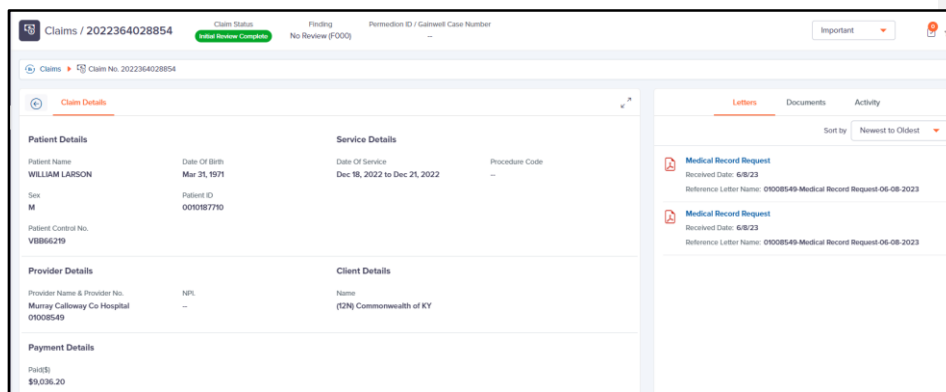 Claims / 2022364028854
Claim Status
Initial Review Complete
Finding
No Review (F000)
Permedion ID / Gainwell Case Number
--
Important
9
Claims Claim No. 2022364028854
Claim Details
Patient Details
Service Details
Patient Name
Date Of Birth
Date Of Service
Procedure Code
WILLIAM LARSON
Mar 31, 1971
Dec 18, 2022 to Dec 21, 2022
--
Sex
Patient ID
M
0010187710
Patient Control No.
VBB66219
Provider Details
Client Details
Provider Name & Provider No.
NPI.
Name
Murray Calloway Co Hospital
--
(12N) Commonwealth of KY
01008549
Payment Details
Paid($)
$9,036.20
Letters
Documents
Activity
Sort by Newest to Oldest
Medical Record Request
Received Date: 6/8/23
Reference Letter Name: 01008549-Medical Record Request-06-08-2023
Medical Record Request
Received Date: 6/8/23
Reference Letter Name: 01008549-Medical Record Request-06-08-2023